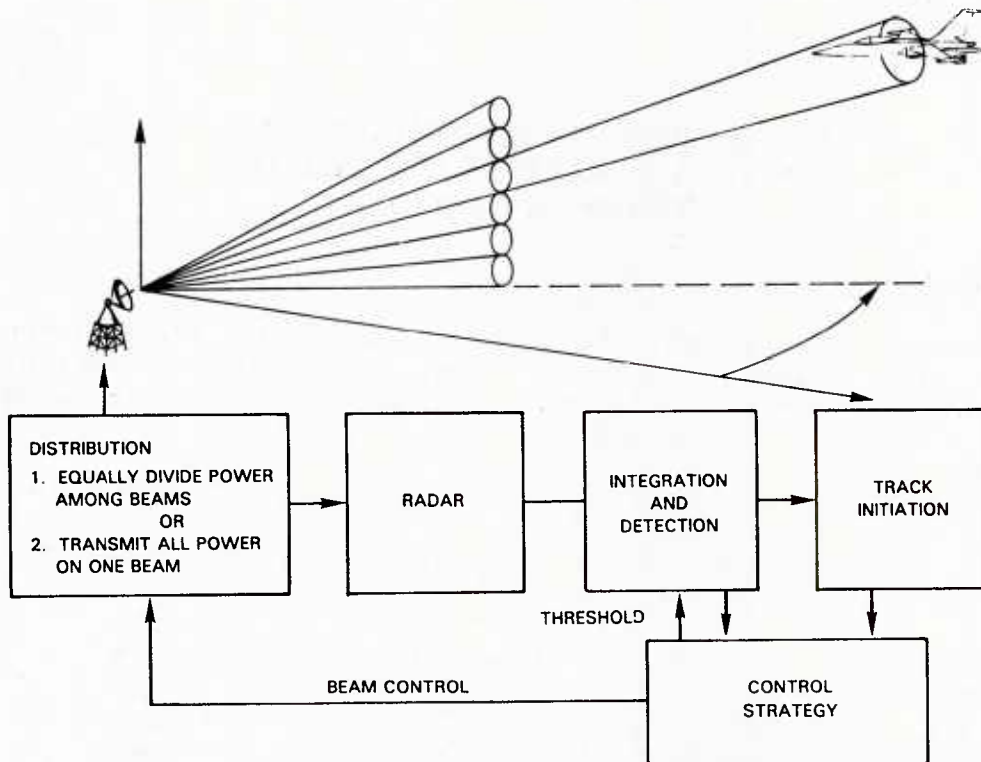 DISTRIBUTION
1. EQUALLY DIVIDE POWER
AMONG BEAMS
OR
2. TRANSMIT ALL POWER
ON ONE BEAM
RADAR
INTEGRATION
AND
DETECTION
TRACK
INITIATION
THRESHOLD
BEAM CONTROL
CONTROL
STRATEGY